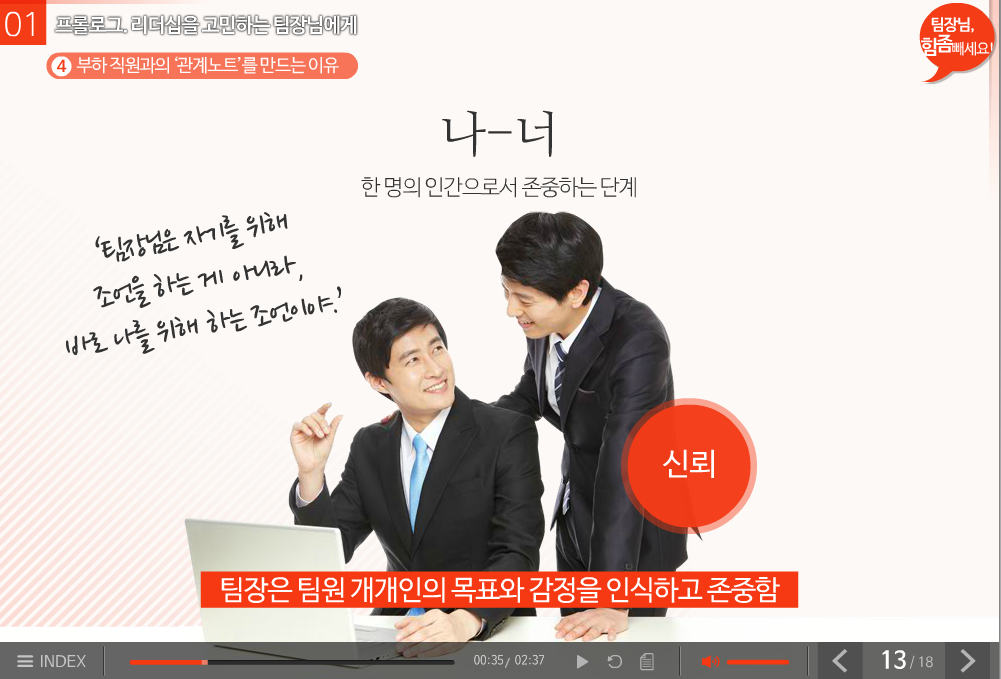 01 프롤로그. 리더십을 고민하는 팀장님에게
팀장님,
힘좀빼세요!
4 부하 직원과의 ‘관계노트’를 만드는 이유
나-너
한 명의 인간으로서 존중하는 단계
‘팀장님은 자기를 위해
조언을 하는 게 아니라,
바로 나를 위해 하는 조언이야.’
신뢰
팀장은 팀원 개개인의 목표와 감정을 인식하고 존중함
INDEX 00:35/ 02:37 13 / 18